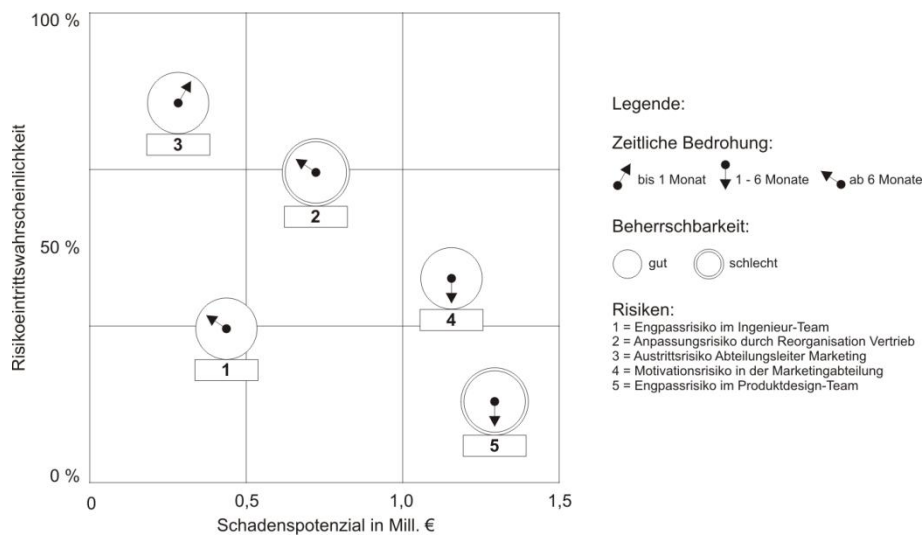 100 %
50 %
0 %
Risikoeintrittswahrscheinlichkeit
3
2
4
1
5
0
0,5
1,0
1,5
Schadenspotenzial in Mill. €
Legende:
Zeitliche Bedrohung:
bis 1 Monat
1 - 6 Monate
ab 6 Monate
Beherrschbarkeit:
gut
schlecht
Risiken:
1 = Engpassrisiko im Ingenieur-Team
2 = Anpassungsrisiko durch Reorganisation Vertrieb
3 = Austrittsrisiko Abteilungsleiter Marketing
4 = Motivationsrisiko in der Marketingabteilung
5 = Engpassrisiko im Produktdesign-Team